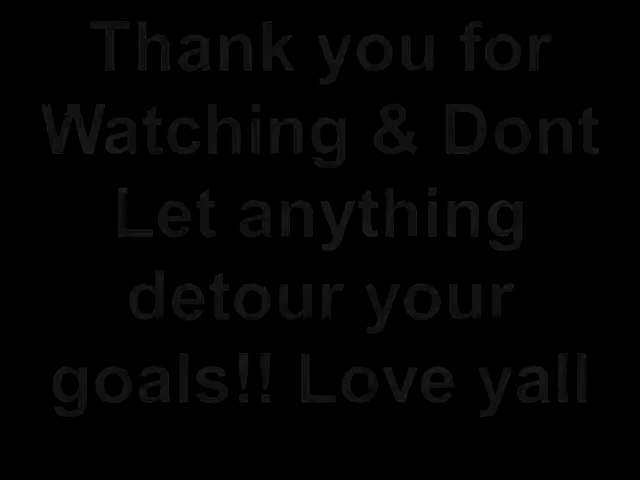 Thank you for
Watching & Dont
Let anything
detour your
goals!! Love yall